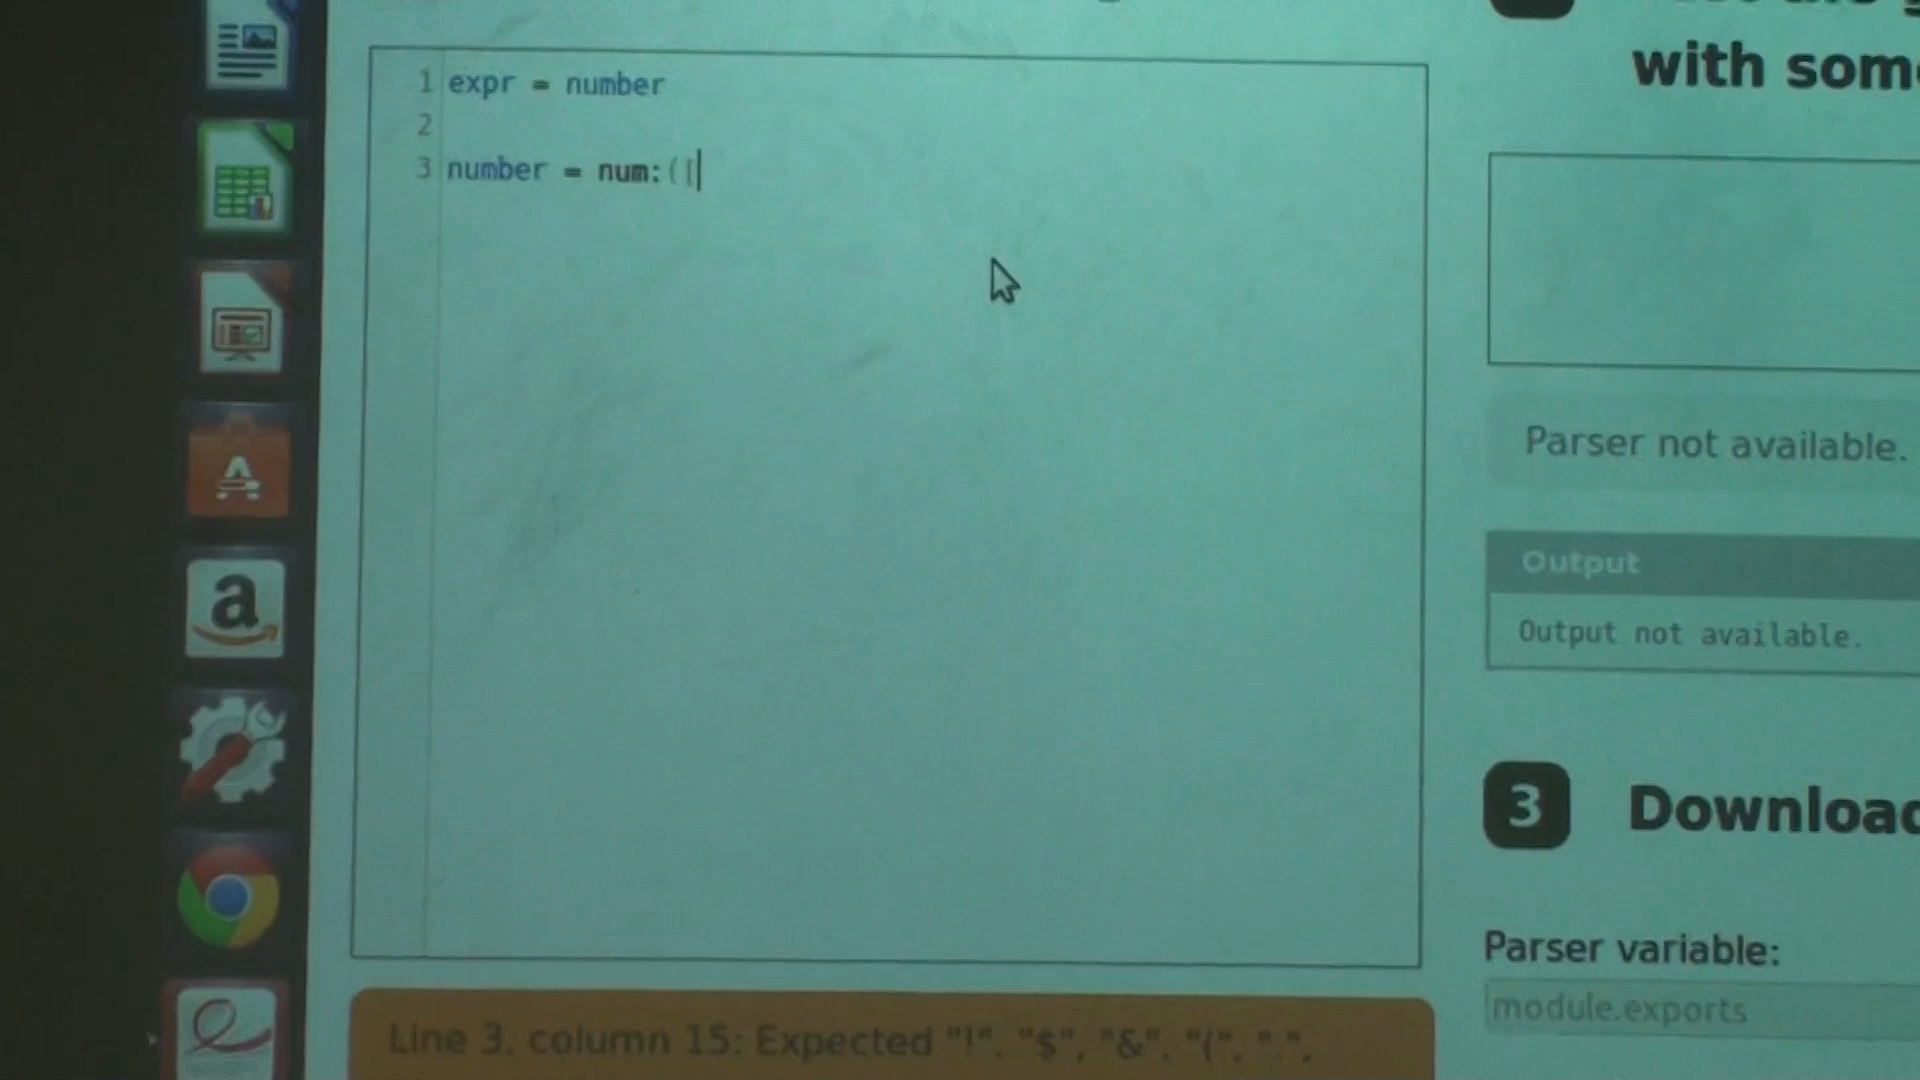 1 expr = number
2
3 number = num:([
with som
Parser not available.
Output
Output not available.
3 Download
Parser variable:
module.exports
Line 3, column 15: Expected "!", "$", "&", "(", ".",
A
a